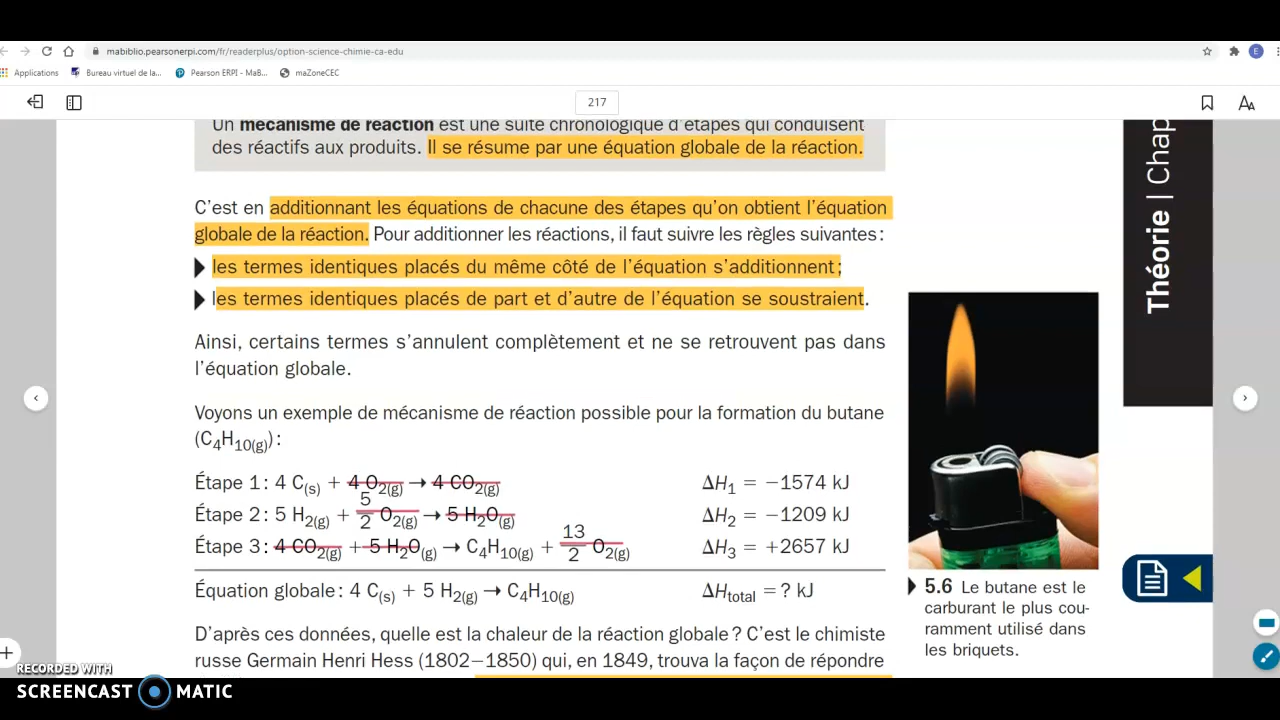 mabiblio.pearsonerpi.com/fr/readerplus/option-science-chimie-ca-edu
E
Applications
Bureau virtuel de la...
Pearson ERPI - MaB...
maZoneCEC
217
AA
Un mécanisme de réaction est une suite chronologique d'étapes qui conduisent
des réactifs aux produits. Il se résume par une équation globale de la réaction.
C'est en additionnant les équations de chacune des étapes qu'on obtient l'équation
globale de la réaction. Pour additionner les réactions, il faut suivre les règles suivantes :
les termes identiques placés du même côté de l'équation s'additionnent ;
les termes identiques placés de part et d'autre de l'équation se soustraient.
Ainsi, certains termes s'annulent complètement et ne se retrouvent pas dans
l'équation globale.
Voyons un exemple de mécanisme de réaction possible pour la formation du butane
(C4H10(g)) :
Étape 1 : 4 C(s) + 4 O2(g) → 4 CO2(g) ΔH1 = −1574 kJ
Étape 2 : 5 H2(g) + 5/2 O2(g) → 5 H2O(g) ΔH2 = −1209 kJ
Étape 3 : 4 CO2(g) + 5 H2O(g) → C4H10(g) + 13/2 O2(g) ΔH3 = +2657 kJ
Équation globale : 4 C(s) + 5 H2(g) → C4H10(g) ΔHtotal = ? kJ
D'après ces données, quelle est la chaleur de la réaction globale ? C'est le chimiste
russe Germain Henri Hess (1802–1850) qui, en 1849, trouva la façon de répondre
Théorie | Chap
5.6 Le butane est le
carburant le plus cou-
ramment utilisé dans
les briquets.
RECORDED WITH
SCREENCAST MATIC